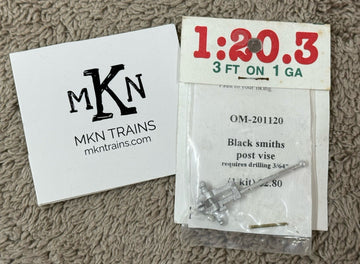 MKN
MKN TRAINS
mkntrains.com
1:20.3
3 FT ON 1 GA
OM-201120
Black smiths
post vise
requires drilling 3/64"
(1 kit) $2.80